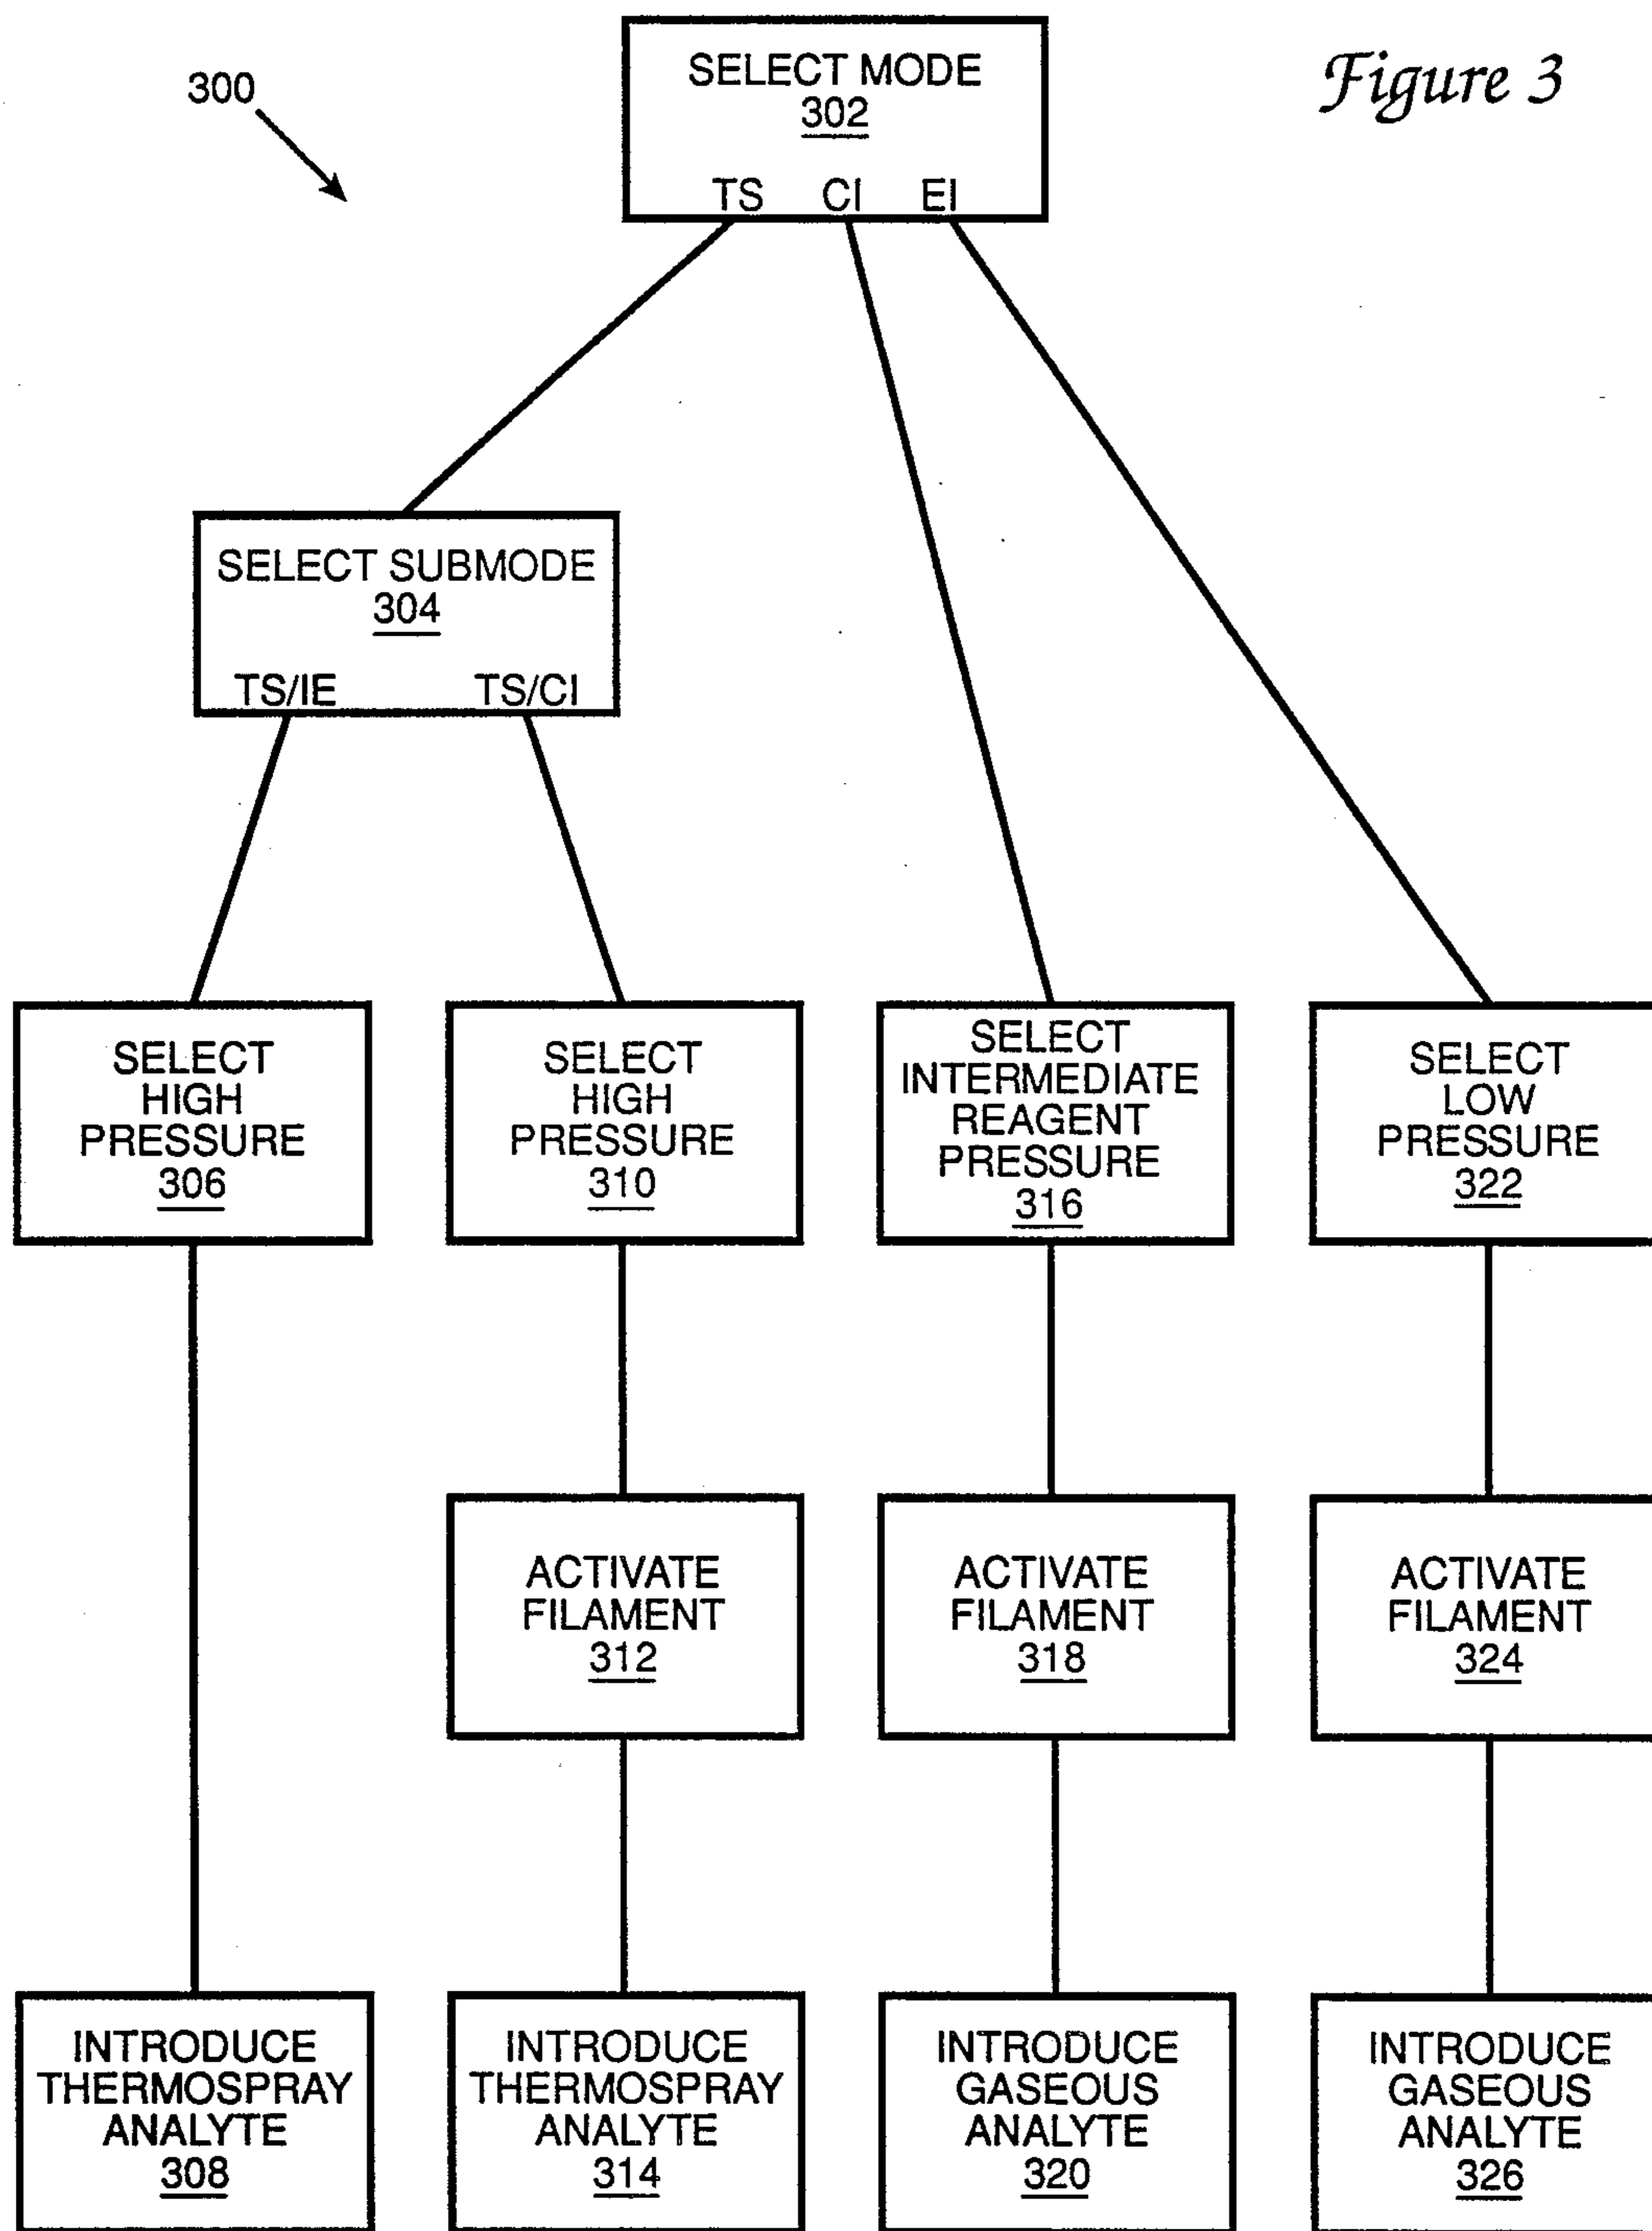 Figure 3
300
SELECT MODE
302
TS CI EI
SELECT SUBMODE
304
TS/IE TS/CI
SELECT
HIGH
PRESSURE
306
SELECT
HIGH
PRESSURE
310
SELECT
INTERMEDIATE
REAGENT
PRESSURE
316
SELECT
LOW
PRESSURE
322
ACTIVATE
FILAMENT
312
ACTIVATE
FILAMENT
318
ACTIVATE
FILAMENT
324
INTRODUCE
THERMOSPRAY
ANALYTE
308
INTRODUCE
THERMOSPRAY
ANALYTE
314
INTRODUCE
GASEOUS
ANALYTE
320
INTRODUCE
GASEOUS
ANALYTE
326